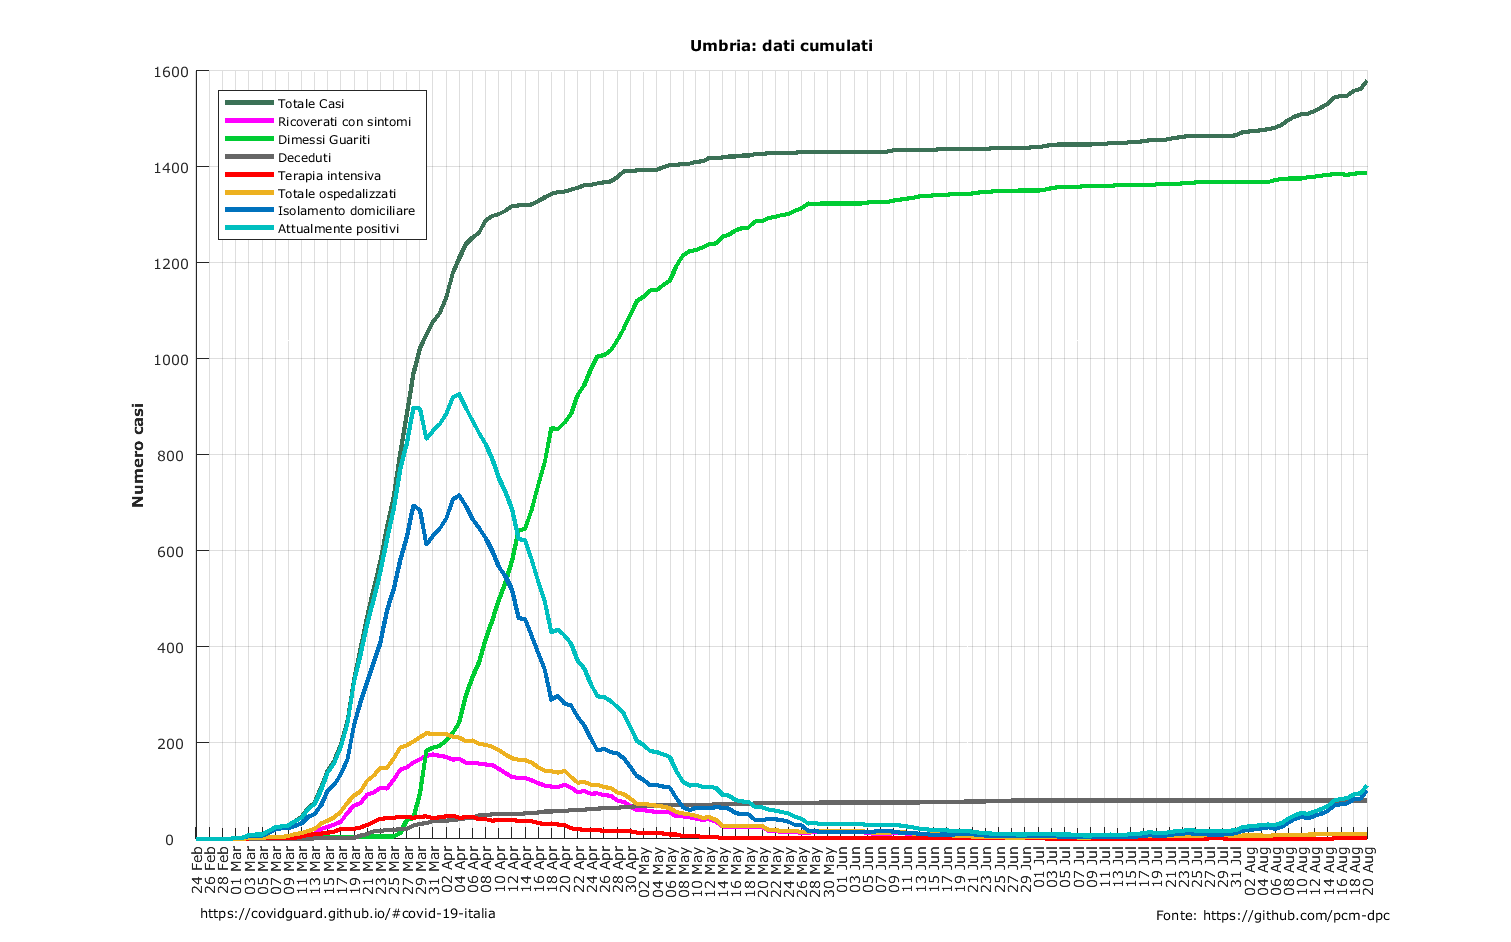 Umbria: dati cumulati
1600
1400
1200
1000
800
600
400
200
0
Numero casi
Totale Casi
Ricoverati con sintomi
Dimessi Guariti
Deceduti
Terapia intensiva
Totale ospedalizzati
Isolamento domiciliare
Attualmente positivi
24 Feb
26 Feb
28 Feb
01 Mar
03 Mar
05 Mar
07 Mar
09 Mar
11 Mar
13 Mar
15 Mar
17 Mar
19 Mar
21 Mar
23 Mar
25 Mar
27 Mar
29 Mar
31 Mar
02 Apr
04 Apr
06 Apr
08 Apr
10 Apr
12 Apr
14 Apr
16 Apr
18 Apr
20 Apr
22 Apr
24 Apr
26 Apr
28 Apr
30 Apr
02 May
04 May
06 May
08 May
10 May
12 May
14 May
16 May
18 May
20 May
22 May
24 May
26 May
28 May
30 May
01 Jun
03 Jun
05 Jun
07 Jun
09 Jun
11 Jun
13 Jun
15 Jun
17 Jun
19 Jun
21 Jun
23 Jun
25 Jun
27 Jun
29 Jun
01 Jul
03 Jul
05 Jul
07 Jul
09 Jul
11 Jul
13 Jul
15 Jul
17 Jul
19 Jul
21 Jul
23 Jul
25 Jul
27 Jul
29 Jul
31 Jul
02 Aug
04 Aug
06 Aug
08 Aug
10 Aug
12 Aug
14 Aug
16 Aug
18 Aug
20 Aug
https://covidguard.github.io/#covid-19-italia
Fonte: https://github.com/pcm-dpc